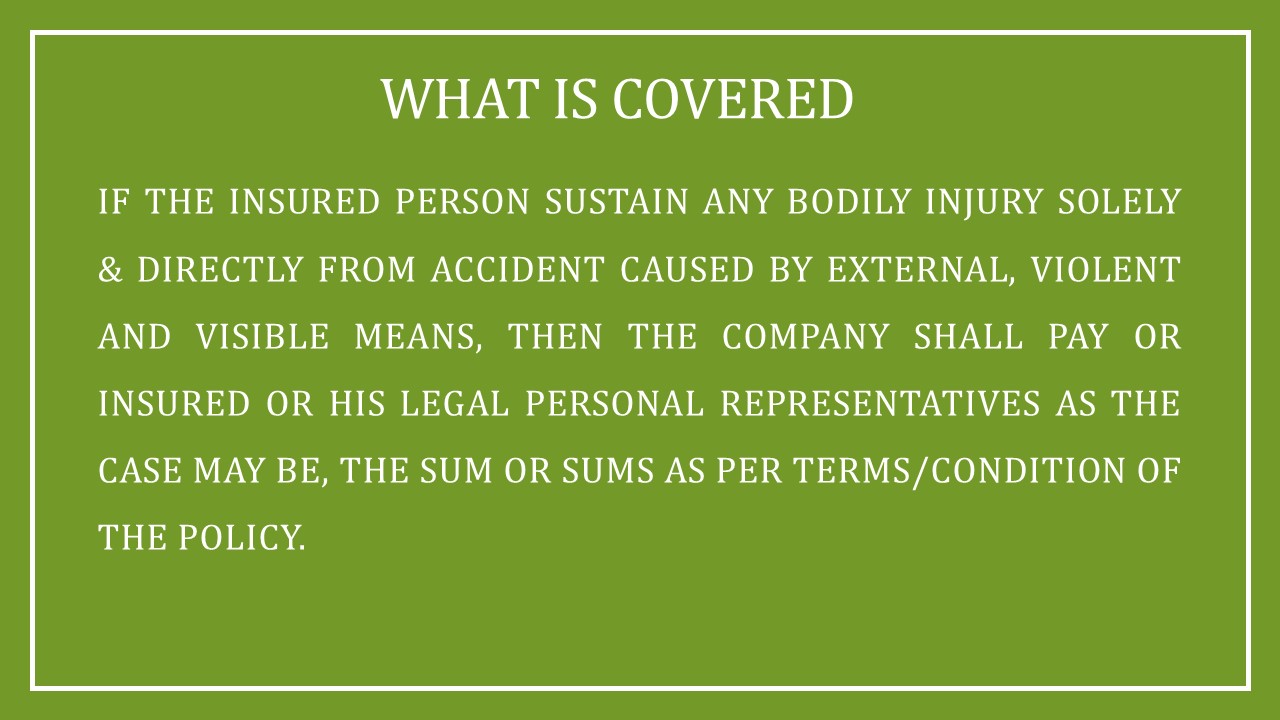 WHAT IS COVERED
IF THE INSURED PERSON SUSTAIN ANY BODILY INJURY SOLELY
& DIRECTLY FROM ACCIDENT CAUSED BY EXTERNAL, VIOLENT
AND VISIBLE MEANS, THEN THE COMPANY SHALL PAY OR
INSURED OR HIS LEGAL PERSONAL REPRESENTATIVES AS THE
CASE MAY BE, THE SUM OR SUMS AS PER TERMS/CONDITION OF
THE POLICY.